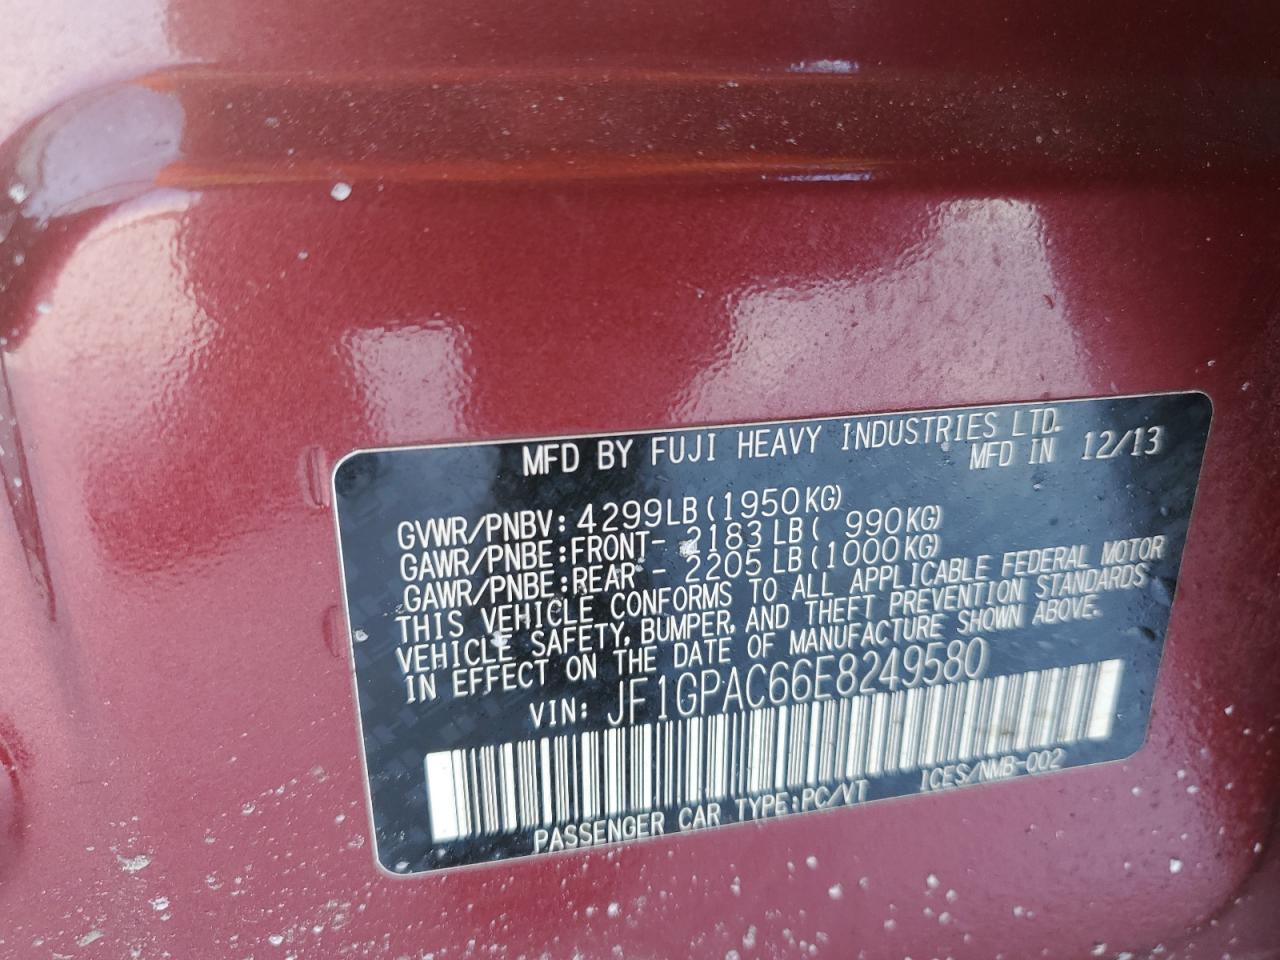 MFD BY FUJI HEAVY INDUSTRIES LTD.
MFD IN 12/13
GVWR/PNBV: 4299LB(1950KG)
GAWR/PNBE:FRONT- 2183LB( 990KG)
GAWR/PNBE:REAR - 2205LB(1000KG)
THIS VEHICLE CONFORMS TO ALL APPLICABLE FEDERAL MOTOR
VEHICLE SAFETY, BUMPER, AND THEFT PREVENTION STANDARDS
IN EFFECT ON THE DATE OF MANUFACTURE SHOWN ABOVE.
VIN: JF1GPAC66E8249580
PASSENGER CAR TYPE:PC/VT ICES/NMB-002